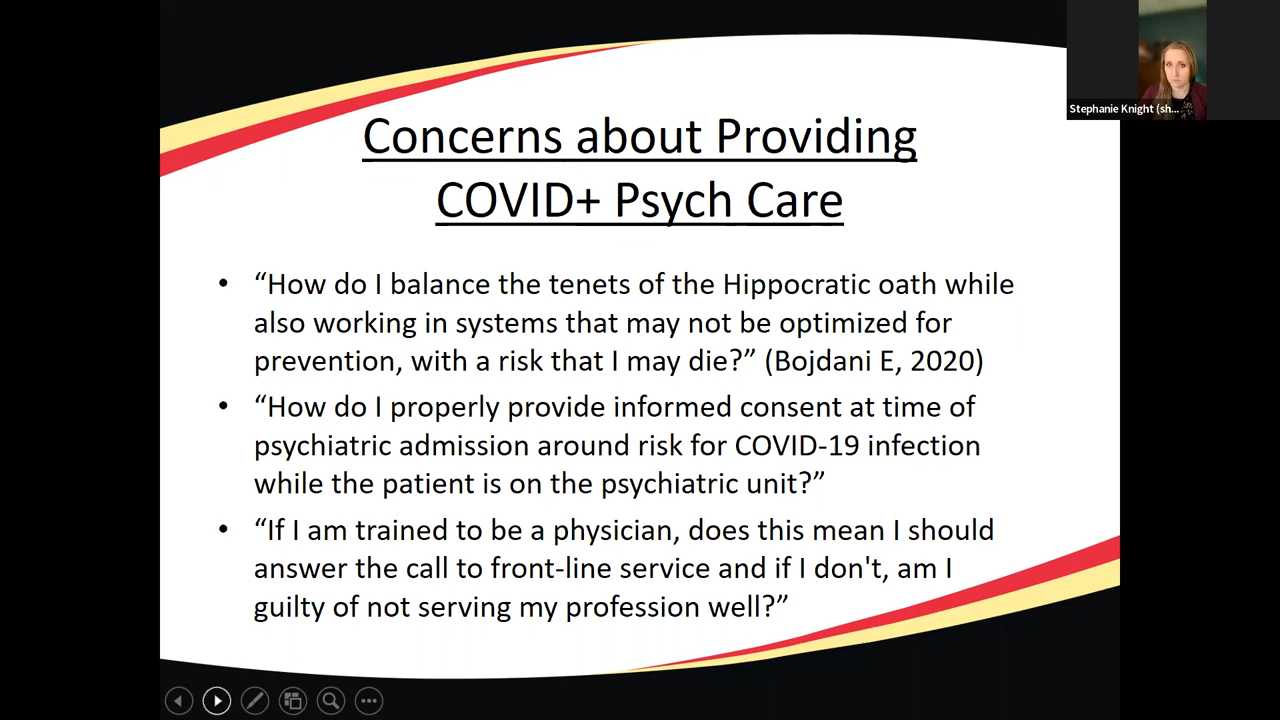 Stephanie Knight (sh...
Concerns about Providing
COVID+ Psych Care
• “How do I balance the tenets of the Hippocratic oath while
also working in systems that may not be optimized for
prevention, with a risk that I may die?” (Bojdani E, 2020)
• “How do I properly provide informed consent at time of
psychiatric admission around risk for COVID-19 infection
while the patient is on the psychiatric unit?”
• “If I am trained to be a physician, does this mean I should
answer the call to front-line service and if I don't, am I
guilty of not serving my profession well?”